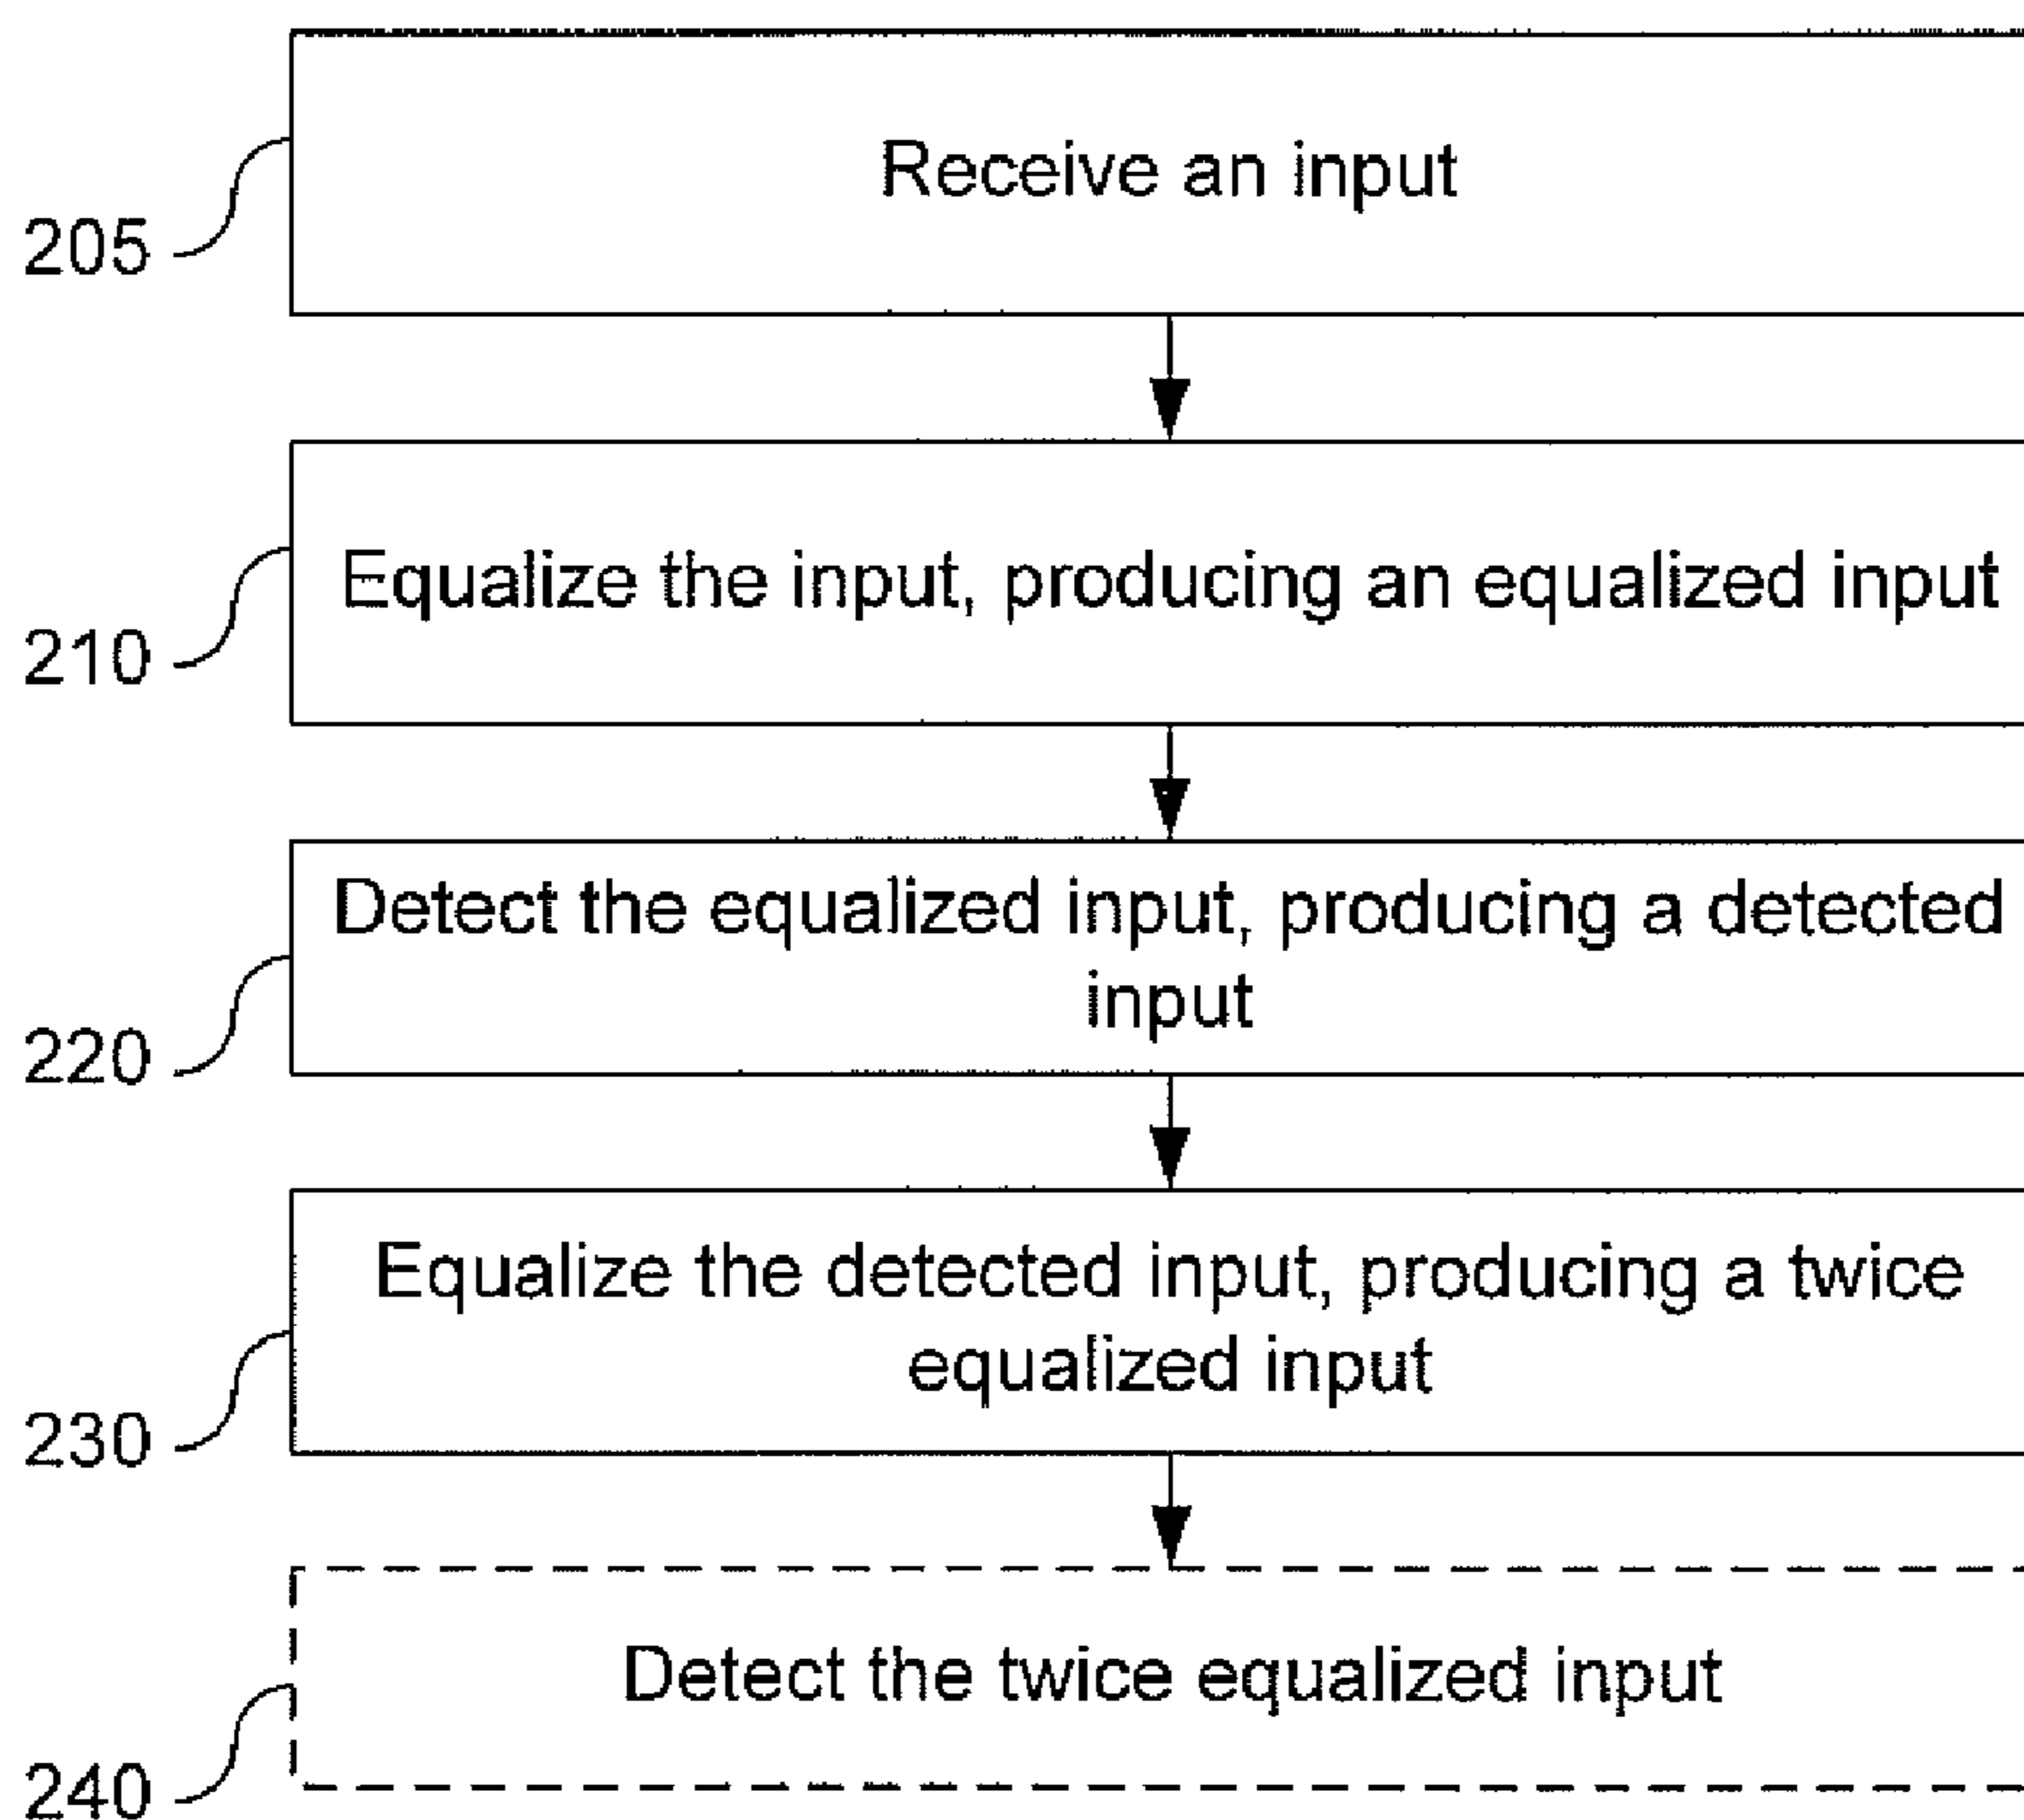 Receive an input
205
Equalize the input, producing an equalized input
210
Detect the equalized input, producing a detected
input
220
Equalize the detected input, producing a twice
equalized input
230
Detect the twice equalized input
240